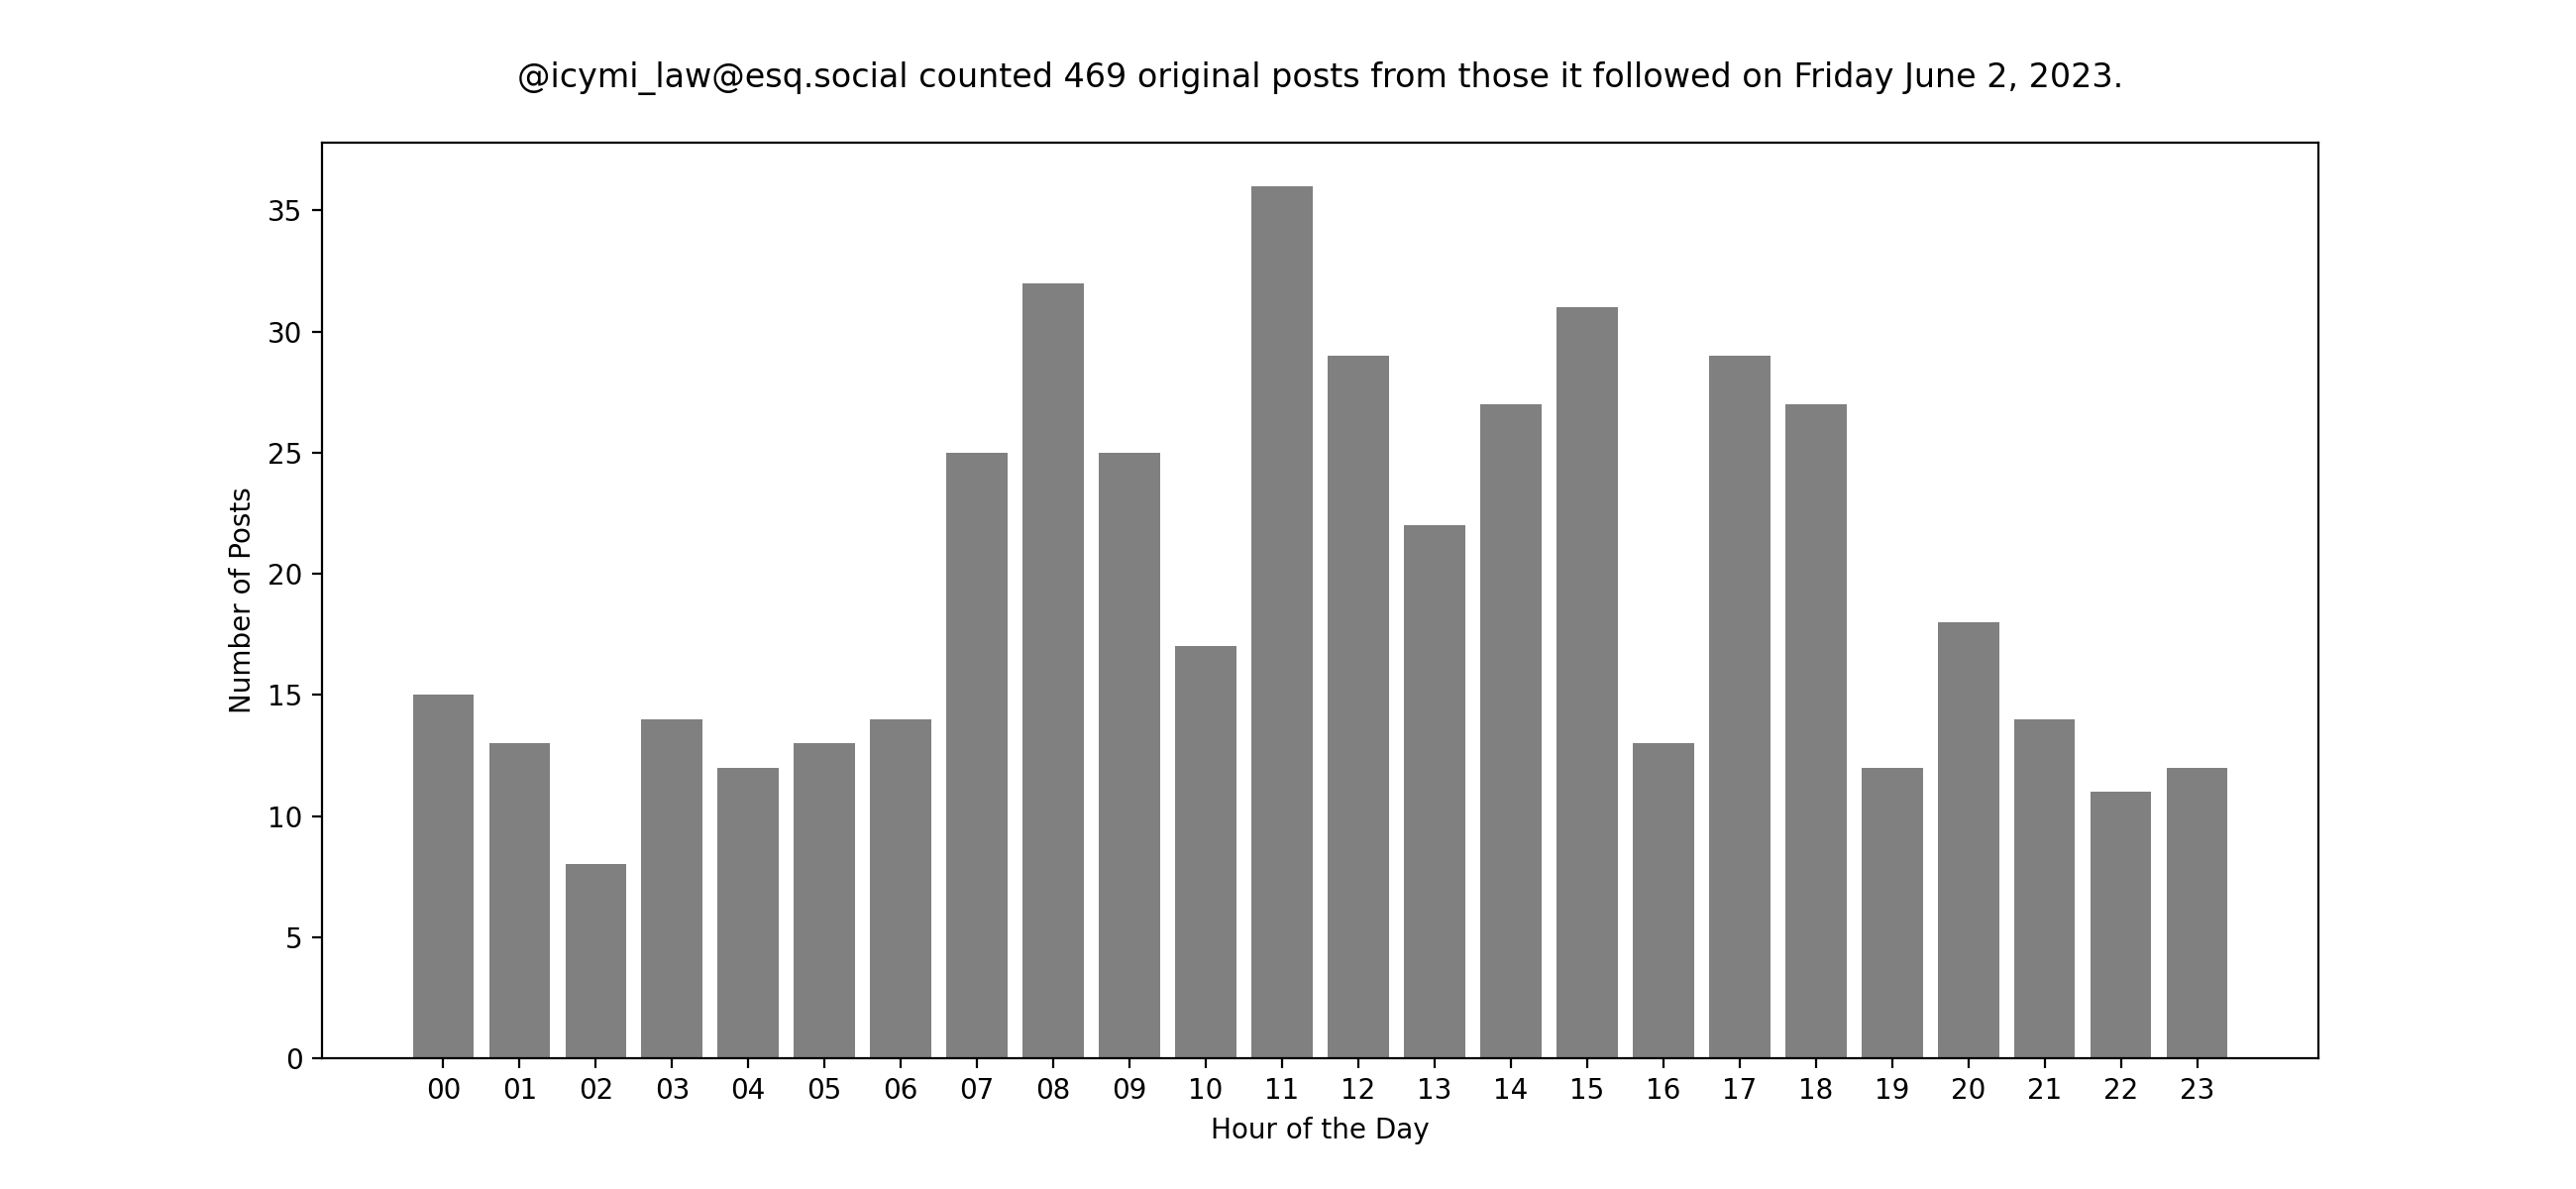 @icymi_law@esq.social counted 469 original posts from those it followed on Friday June 2, 2023.
35
30
25
20
15
10
5
0
Number of Posts
00 01 02 03 04 05 06 07 08 09 10 11 12 13 14 15 16 17 18 19 20 21 22 23
Hour of the Day